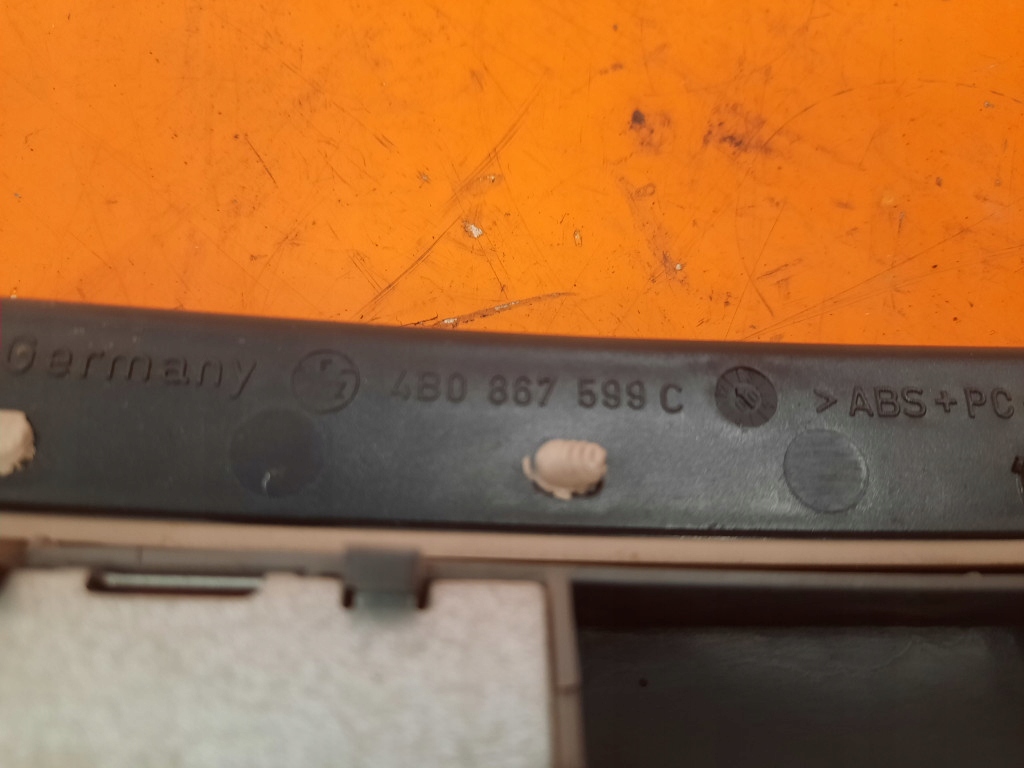 Germany 4B0 867 599 C >ABS+PC